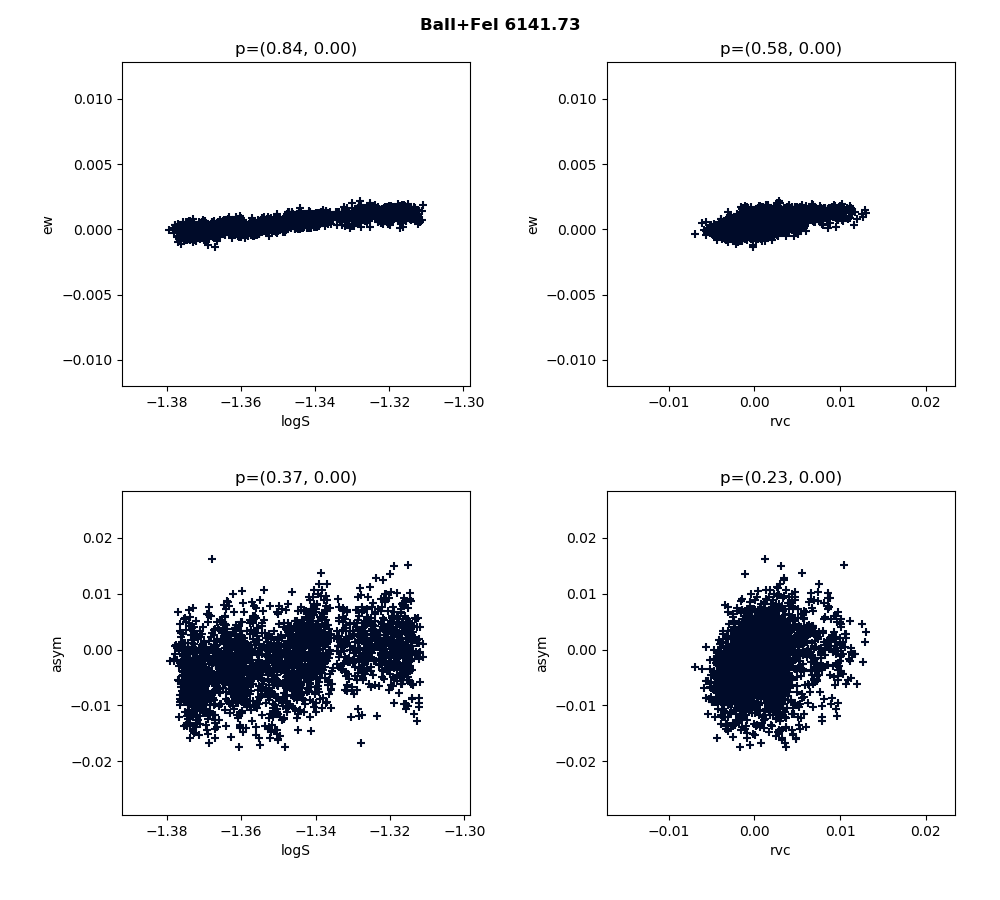 BaII+FeI 6141.73
p=(0.84, 0.00)
p=(0.58, 0.00)
0.010
0.005
0.000
−0.005
−0.010
ew
−1.38
−1.36
−1.34
−1.32
−1.30
logS
0.010
0.005
0.000
−0.005
−0.010
ew
−0.01
0.00
0.01
0.02
rvc
p=(0.37, 0.00)
p=(0.23, 0.00)
0.02
0.01
0.00
−0.01
−0.02
asym
−1.38
−1.36
−1.34
−1.32
−1.30
logS
0.02
0.01
0.00
−0.01
−0.02
asym
−0.01
0.00
0.01
0.02
rvc